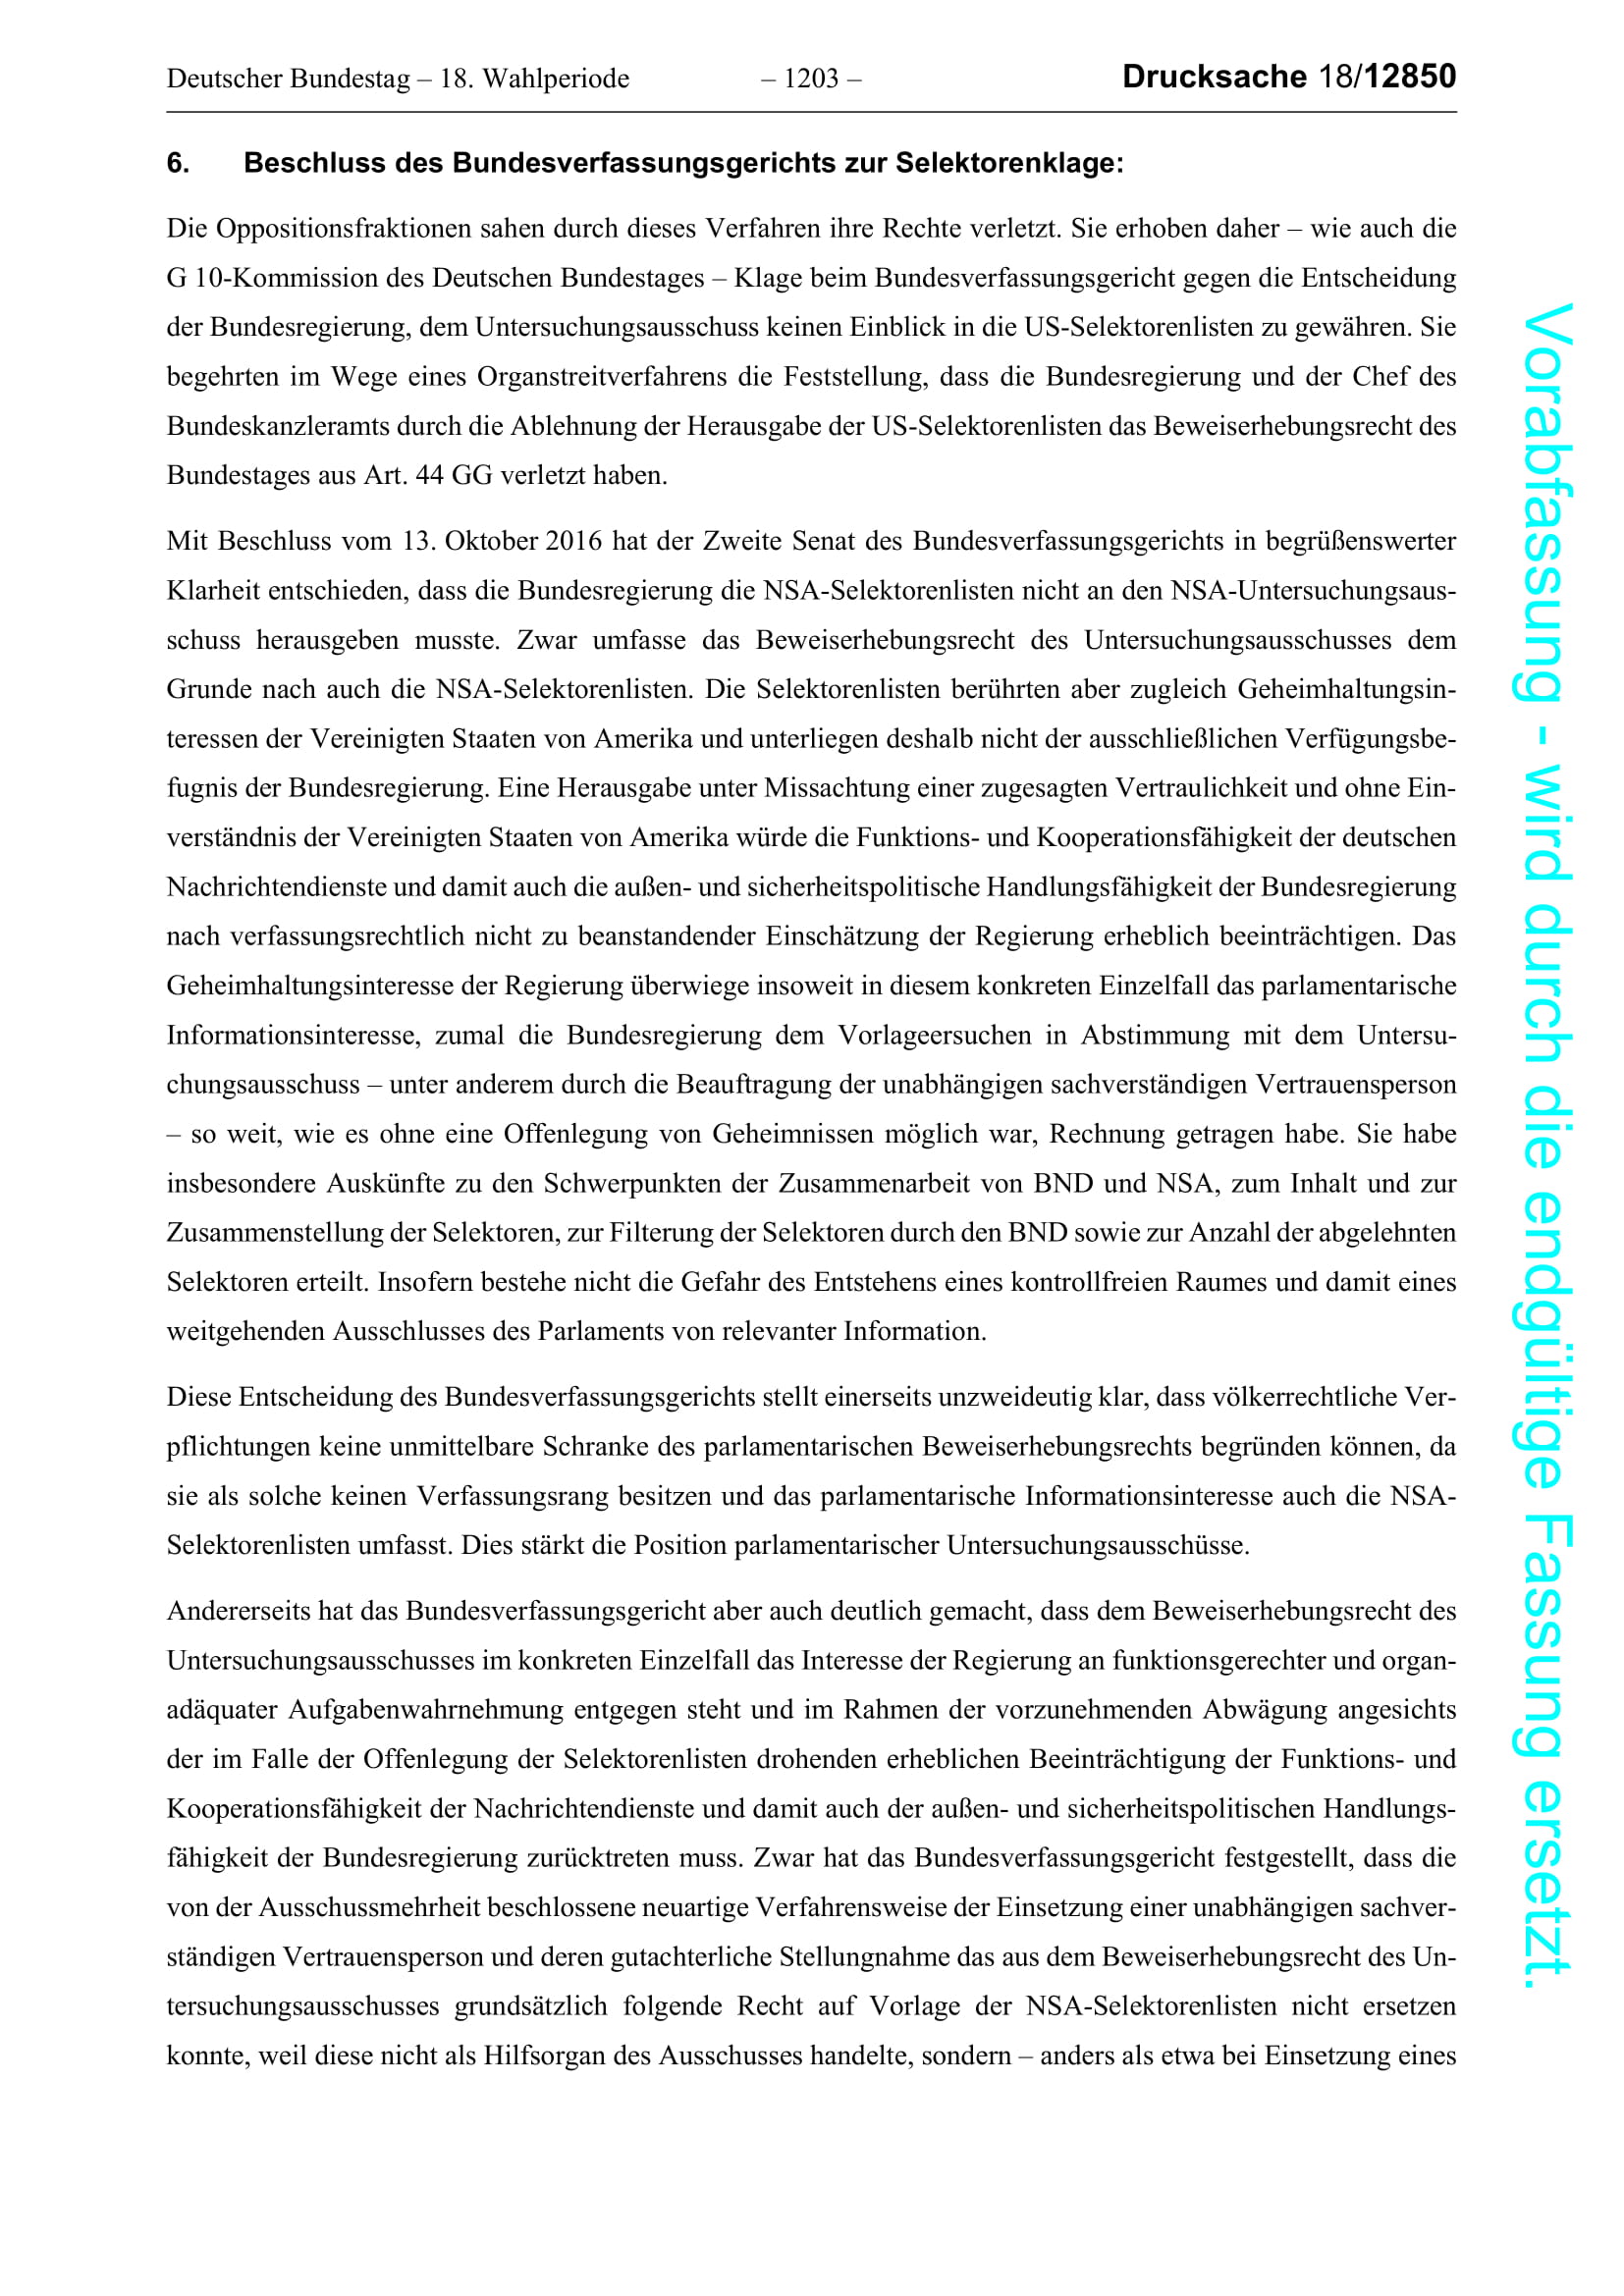 Deutscher Bundestag – 18. Wahlperiode – 1203 – Drucksache 18/12850
6. Beschluss des Bundesverfassungsgerichts zur Selektorenklage:
Die Oppositionsfraktionen sahen durch dieses Verfahren ihre Rechte verletzt. Sie erhoben daher – wie auch die
G 10-Kommission des Deutschen Bundestages – Klage beim Bundesverfassungsgericht gegen die Entscheidung
der Bundesregierung, dem Untersuchungsausschuss keinen Einblick in die US-Selektorenlisten zu gewähren. Sie
begehrten im Wege eines Organstreitverfahrens die Feststellung, dass die Bundesregierung und der Chef des
Bundeskanzleramts durch die Ablehnung der Herausgabe der US-Selektorenlisten das Beweiserhebungsrecht des
Bundestages aus Art. 44 GG verletzt haben.
Mit Beschluss vom 13. Oktober 2016 hat der Zweite Senat des Bundesverfassungsgerichts in begrüßenswerter
Klarheit entschieden, dass die Bundesregierung die NSA-Selektorenlisten nicht an den NSA-Untersuchungsaus-
schuss herausgeben musste. Zwar umfasse das Beweiserhebungsrecht des Untersuchungsausschusses dem
Grunde nach auch die NSA-Selektorenlisten. Die Selektorenlisten berührten aber zugleich Geheimhaltungsin-
teressen der Vereinigten Staaten von Amerika und unterliegen deshalb nicht der ausschließlichen Verfügungsbe-
fugnis der Bundesregierung. Eine Herausgabe unter Missachtung einer zugesagten Vertraulichkeit und ohne Ein-
verständnis der Vereinigten Staaten von Amerika würde die Funktions- und Kooperationsfähigkeit der deutschen
Nachrichtendienste und damit auch die außen- und sicherheitspolitische Handlungsfähigkeit der Bundesregierung
nach verfassungsrechtlich nicht zu beanstandender Einschätzung der Regierung erheblich beeinträchtigen. Das
Geheimhaltungsinteresse der Regierung überwiege insoweit in diesem konkreten Einzelfall das parlamentarische
Informationsinteresse, zumal die Bundesregierung dem Vorlageersuchen in Abstimmung mit dem Untersu-
chungsausschuss – unter anderem durch die Beauftragung der unabhängigen sachverständigen Vertrauensperson
– so weit, wie es ohne eine Offenlegung von Geheimnissen möglich war, Rechnung getragen habe. Sie habe
insbesondere Auskünfte zu den Schwerpunkten der Zusammenarbeit von BND und NSA, zum Inhalt und zur
Zusammenstellung der Selektoren, zur Filterung der Selektoren durch den BND sowie zur Anzahl der abgelehnten
Selektoren erteilt. Insofern bestehe nicht die Gefahr des Entstehens eines kontrollfreien Raumes und damit eines
weitgehenden Ausschlusses des Parlaments von relevanter Information.
Diese Entscheidung des Bundesverfassungsgerichts stellt einerseits unzweideutig klar, dass völkerrechtliche Ver-
pflichtungen keine unmittelbare Schranke des parlamentarischen Beweiserhebungsrechts begründen können, da
sie als solche keinen Verfassungsrang besitzen und das parlamentarische Informationsinteresse auch die NSA-
Selektorenlisten umfasst. Dies stärkt die Position parlamentarischer Untersuchungsausschüsse.
Andererseits hat das Bundesverfassungsgericht aber auch deutlich gemacht, dass dem Beweiserhebungsrecht des
Untersuchungsausschusses im konkreten Einzelfall das Interesse der Regierung an funktionsgerechter und organ-
adäquater Aufgabenwahrnehmung entgegen steht und im Rahmen der vorzunehmenden Abwägung angesichts
der im Falle der Offenlegung der Selektorenlisten drohenden erheblichen Beeinträchtigung der Funktions- und
Kooperationsfähigkeit der Nachrichtendienste und damit auch der außen- und sicherheitspolitischen Handlungs-
fähigkeit der Bundesregierung zurücktreten muss. Zwar hat das Bundesverfassungsgericht festgestellt, dass die
von der Ausschussmehrheit beschlossene neuartige Verfahrensweise der Einsetzung einer unabhängigen sachver-
ständigen Vertrauensperson und deren gutachterliche Stellungnahme das aus dem Beweiserhebungsrecht des Un-
tersuchungsausschusses grundsätzlich folgende Recht auf Vorlage der NSA-Selektorenlisten nicht ersetzen
konnte, weil diese nicht als Hilfsorgan des Ausschusses handelte, sondern – anders als etwa bei Einsetzung eines
Vorabfassung - wird durch die endgültige Fassung ersetzt.